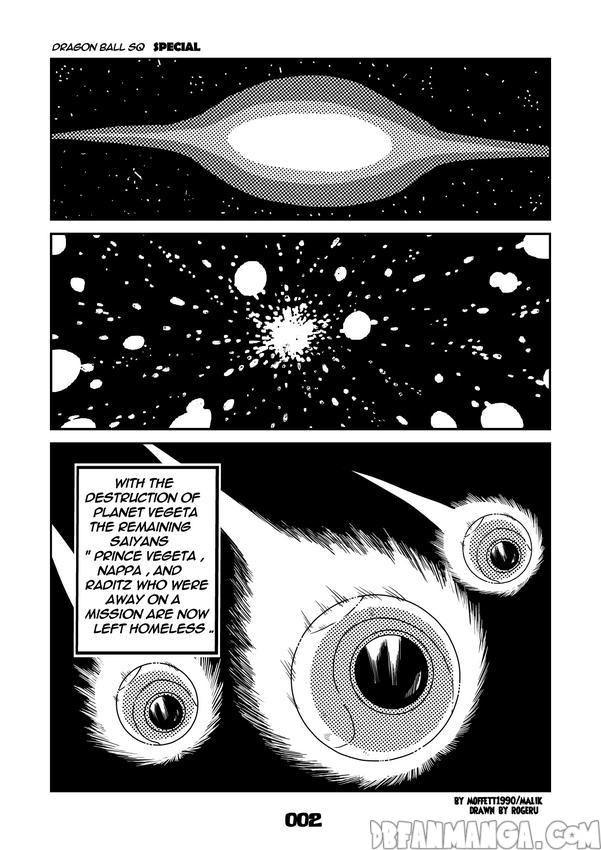 DRAGON BALL SQ SPECIAL
WITH THE
DESTRUCTION OF
PLANET VEGETA
THE REMAINING
SAIYANS
" PRINCE VEGETA ,
NAPPA , AND
RADITZ WHO WERE
AWAY ON A
MISSION ARE NOW
LEFT HOMELESS ..
BY MOFFETT1990/MALIK
DRAWN BY ROGERU
002
DBFANMANGA.COM